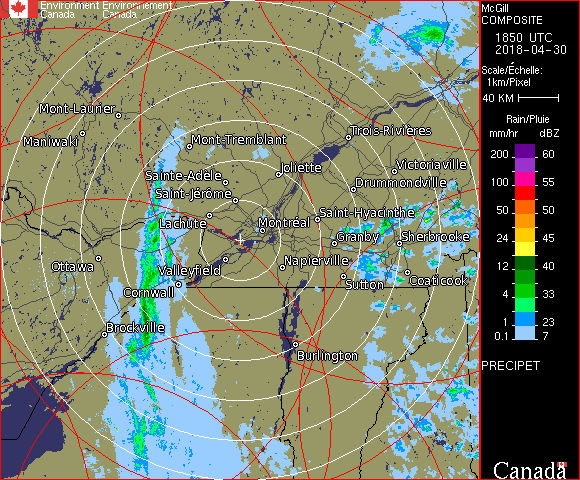 Environment Environnement
Canada Canada
McGill
COMPOSITE
1850 UTC
2018-04-30
Scale/Échelle:
1km/Pixel
40 KM
Rain/Pluie
mm/hr dBZ
200 60
100 55
50 50
24 45
12 40
4 33
1 23
0.1 7
PRECIPET
Canada
Mont-Laurier
Maniwaki
Mont-Tremblant
Trois-Rivières
Joliette
Victoriaville
Sainte-Adèle
Drummondville
Saint-Jérôme
Saint-Hyacinthe
Lachute
Montréal
Granby
Sherbrooke
Ottawa
Valleyfield
Napierville
Cornwall
Sutton
Coaticook
Brockville
Burlington